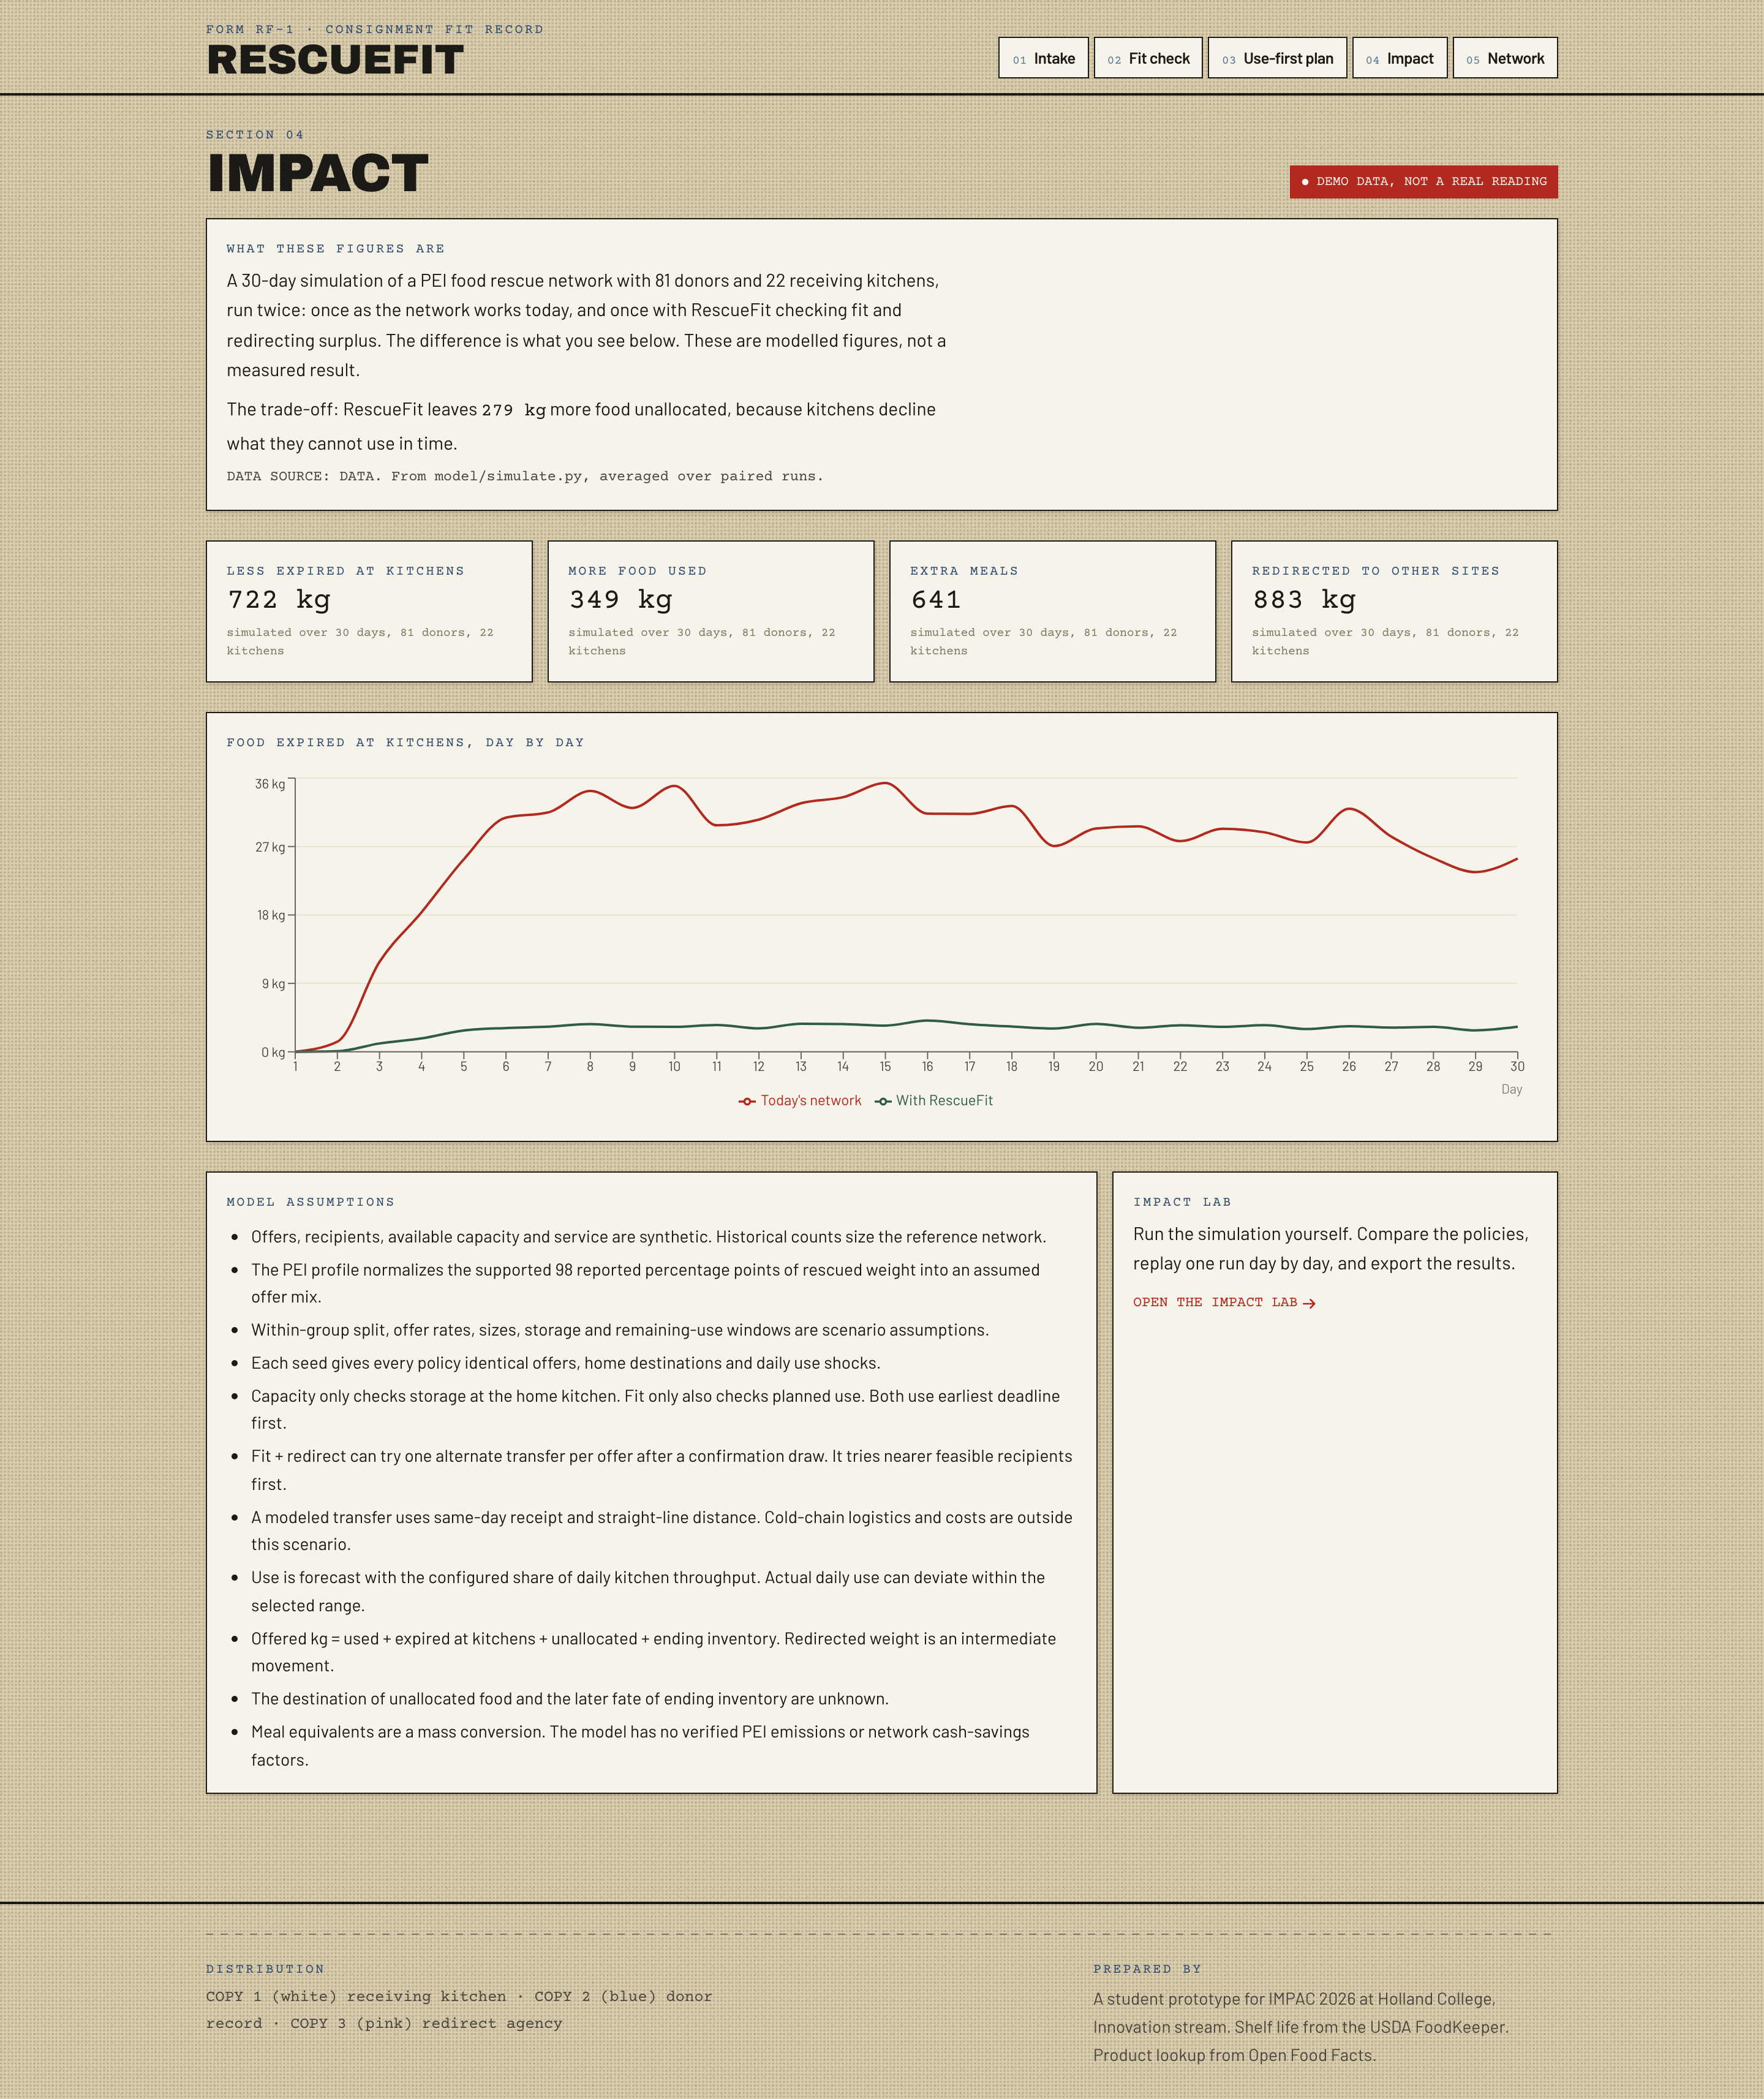 FORM RF-1 · CONSIGNMENT FIT RECORD
RESCUEFIT
01 Intake
02 Fit check
03 Use-first plan
04 Impact
05 Network
SECTION 04
IMPACT
DEMO DATA, NOT A REAL READING
WHAT THESE FIGURES ARE
A 30-day simulation of a PEI food rescue network with 81 donors and 22 receiving kitchens,
run twice: once as the network works today, and once with RescueFit checking fit and
redirecting surplus. The difference is what you see below. These are modelled figures, not a
measured result.
The trade-off: RescueFit leaves 279 kg more food unallocated, because kitchens decline
what they cannot use in time.
DATA SOURCE: DATA. From model/simulate.py, averaged over paired runs.
LESS EXPIRED AT KITCHENS
722 kg
simulated over 30 days, 81 donors, 22
kitchens
MORE FOOD USED
349 kg
simulated over 30 days, 81 donors, 22
kitchens
EXTRA MEALS
641
simulated over 30 days, 81 donors, 22
kitchens
REDIRECTED TO OTHER SITES
883 kg
simulated over 30 days, 81 donors, 22
kitchens
FOOD EXPIRED AT KITCHENS, DAY BY DAY
36 kg
27 kg
18 kg
9 kg
0 kg
1 2 3 4 5 6 7 8 9 10 11 12 13 14 15 16 17 18 19 20 21 22 23 24 25 26 27 28 29 30
Day
Today's network With RescueFit
MODEL ASSUMPTIONS
• Offers, recipients, available capacity and service are synthetic. Historical counts size the reference network.
• The PEI profile normalizes the supported 98 reported percentage points of rescued weight into an assumed
offer mix.
• Within-group split, offer rates, sizes, storage and remaining-use windows are scenario assumptions.
• Each seed gives every policy identical offers, home destinations and daily use shocks.
• Capacity only checks storage at the home kitchen. Fit only also checks planned use. Both use earliest deadline
first.
• Fit + redirect can try one alternate transfer per offer after a confirmation draw. It tries nearer feasible recipients
first.
• A modeled transfer uses same-day receipt and straight-line distance. Cold-chain logistics and costs are outside
this scenario.
• Use is forecast with the configured share of daily kitchen throughput. Actual daily use can deviate within the
selected range.
• Offered kg = used + expired at kitchens + unallocated + ending inventory. Redirected weight is an intermediate
movement.
• The destination of unallocated food and the later fate of ending inventory are unknown.
• Meal equivalents are a mass conversion. The model has no verified PEI emissions or network cash-savings
factors.
IMPACT LAB
Run the simulation yourself. Compare the policies,
replay one run day by day, and export the results.
OPEN THE IMPACT LAB →
DISTRIBUTION
COPY 1 (white) receiving kitchen · COPY 2 (blue) donor
record · COPY 3 (pink) redirect agency
PREPARED BY
A student prototype for IMPAC 2026 at Holland College,
Innovation stream. Shelf life from the USDA FoodKeeper.
Product lookup from Open Food Facts.